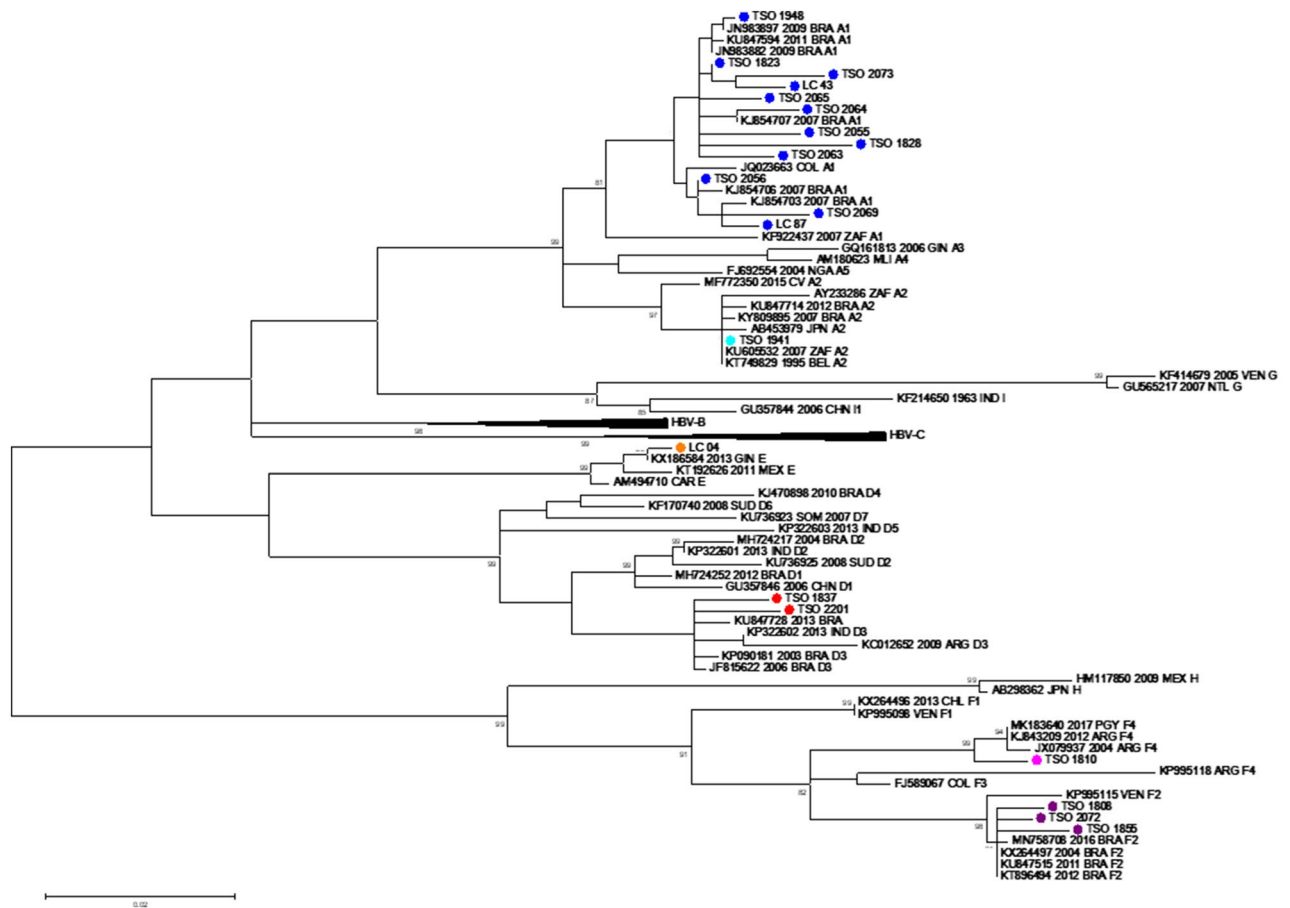 TSO 1948
JN983897 2009 BRA A1
KU847594 2011 BRA A1
JN983882 2009 BRA A1
TSO 1823
TSO 2073
LC 43
TSO 2065
TSO 2064
KJ854707 2007 BRA A1
TSO 2055
TSO 1828
TSO 2063
JQ023663 COL A1
TSO 2056
KJ854706 2007 BRA A1
81
KJ854703 2007 BRA A1
TSO 2069
LC 87
KP922437 2007 ZAF A1
99
GQ161813 2006 GIN A3
AM180623 MLI A4
FJ692554 2004 NGA A5
MF772350 2015 CV A2
AY233286 ZAF A2
KU847714 2012 BRA A2
97
KY809895 2007 BRA A2
AB453979 JPN A2
TSO 1941
KU605532 2007 ZAF A2
KT749829 1995 BEL A2
99
KF414679 2005 VEN G
GU565217 2007 NTL G
87
KF214650 1963 IND I
85
GU357844 2006 CHN I1
HBV-B
98
HBV-C
99
LC 04
KX186584 2013 GIN E
99
KT192626 2011 MEX E
AM494710 CAR E
KJ470898 2010 BRA D4
KF170740 2008 SUD D6
KU736923 SOM 2007 D7
KP322603 2013 IND D5
99
MH724217 2004 BRA D2
KP322601 2013 IND D2
99
99
KU736925 2008 SUD D2
MH724252 2012 BRA D1
GU357846 2006 CHN D1
TSO 1837
TSO 2201
KU847728 2013 BRA
KP322602 2013 IND D3
KC012652 2009 ARG D3
KP090181 2003 BRA D3
JF815622 2006 BRA D3
99
HM117850 2009 MEX H
AB298362 JPN H
99
99
KX264496 2013 CHL F1
KP995098 VEN F1
91
94
MK183640 2017 PGY F4
KJ843209 2012 ARG F4
99
JX079937 2004 ARG F4
TSO 1810
KP995118 ARG F4
FJ589067 COL F3
82
KP995115 VEN F2
TSO 1808
TSO 2072
98
TSO 1855
MN758708 2016 BRA F2
KX264497 2004 BRA F2
KU847515 2011 BRA F2
KT896494 2012 BRA F2
0.02